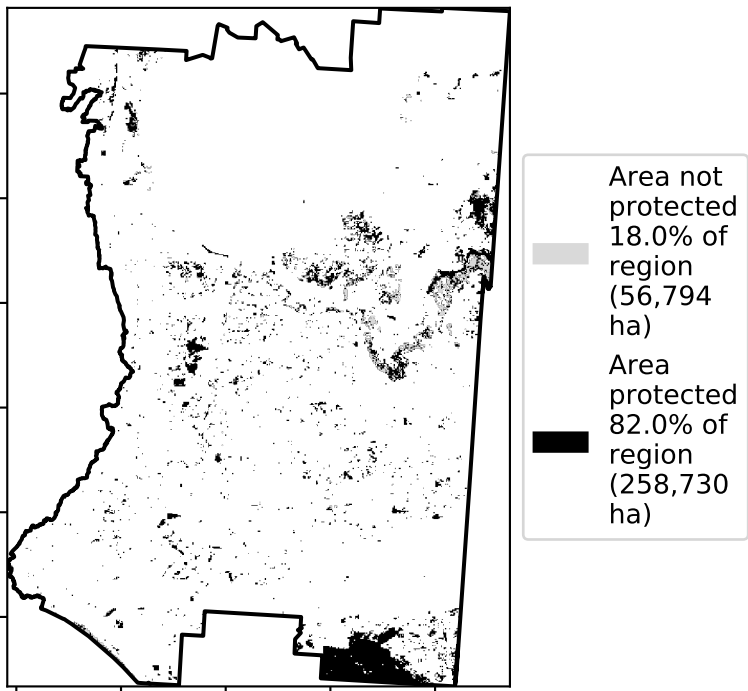 Area not
protected
18.0% of
region
(56,794
ha)
Area
protected
82.0% of
region
(258,730
ha)